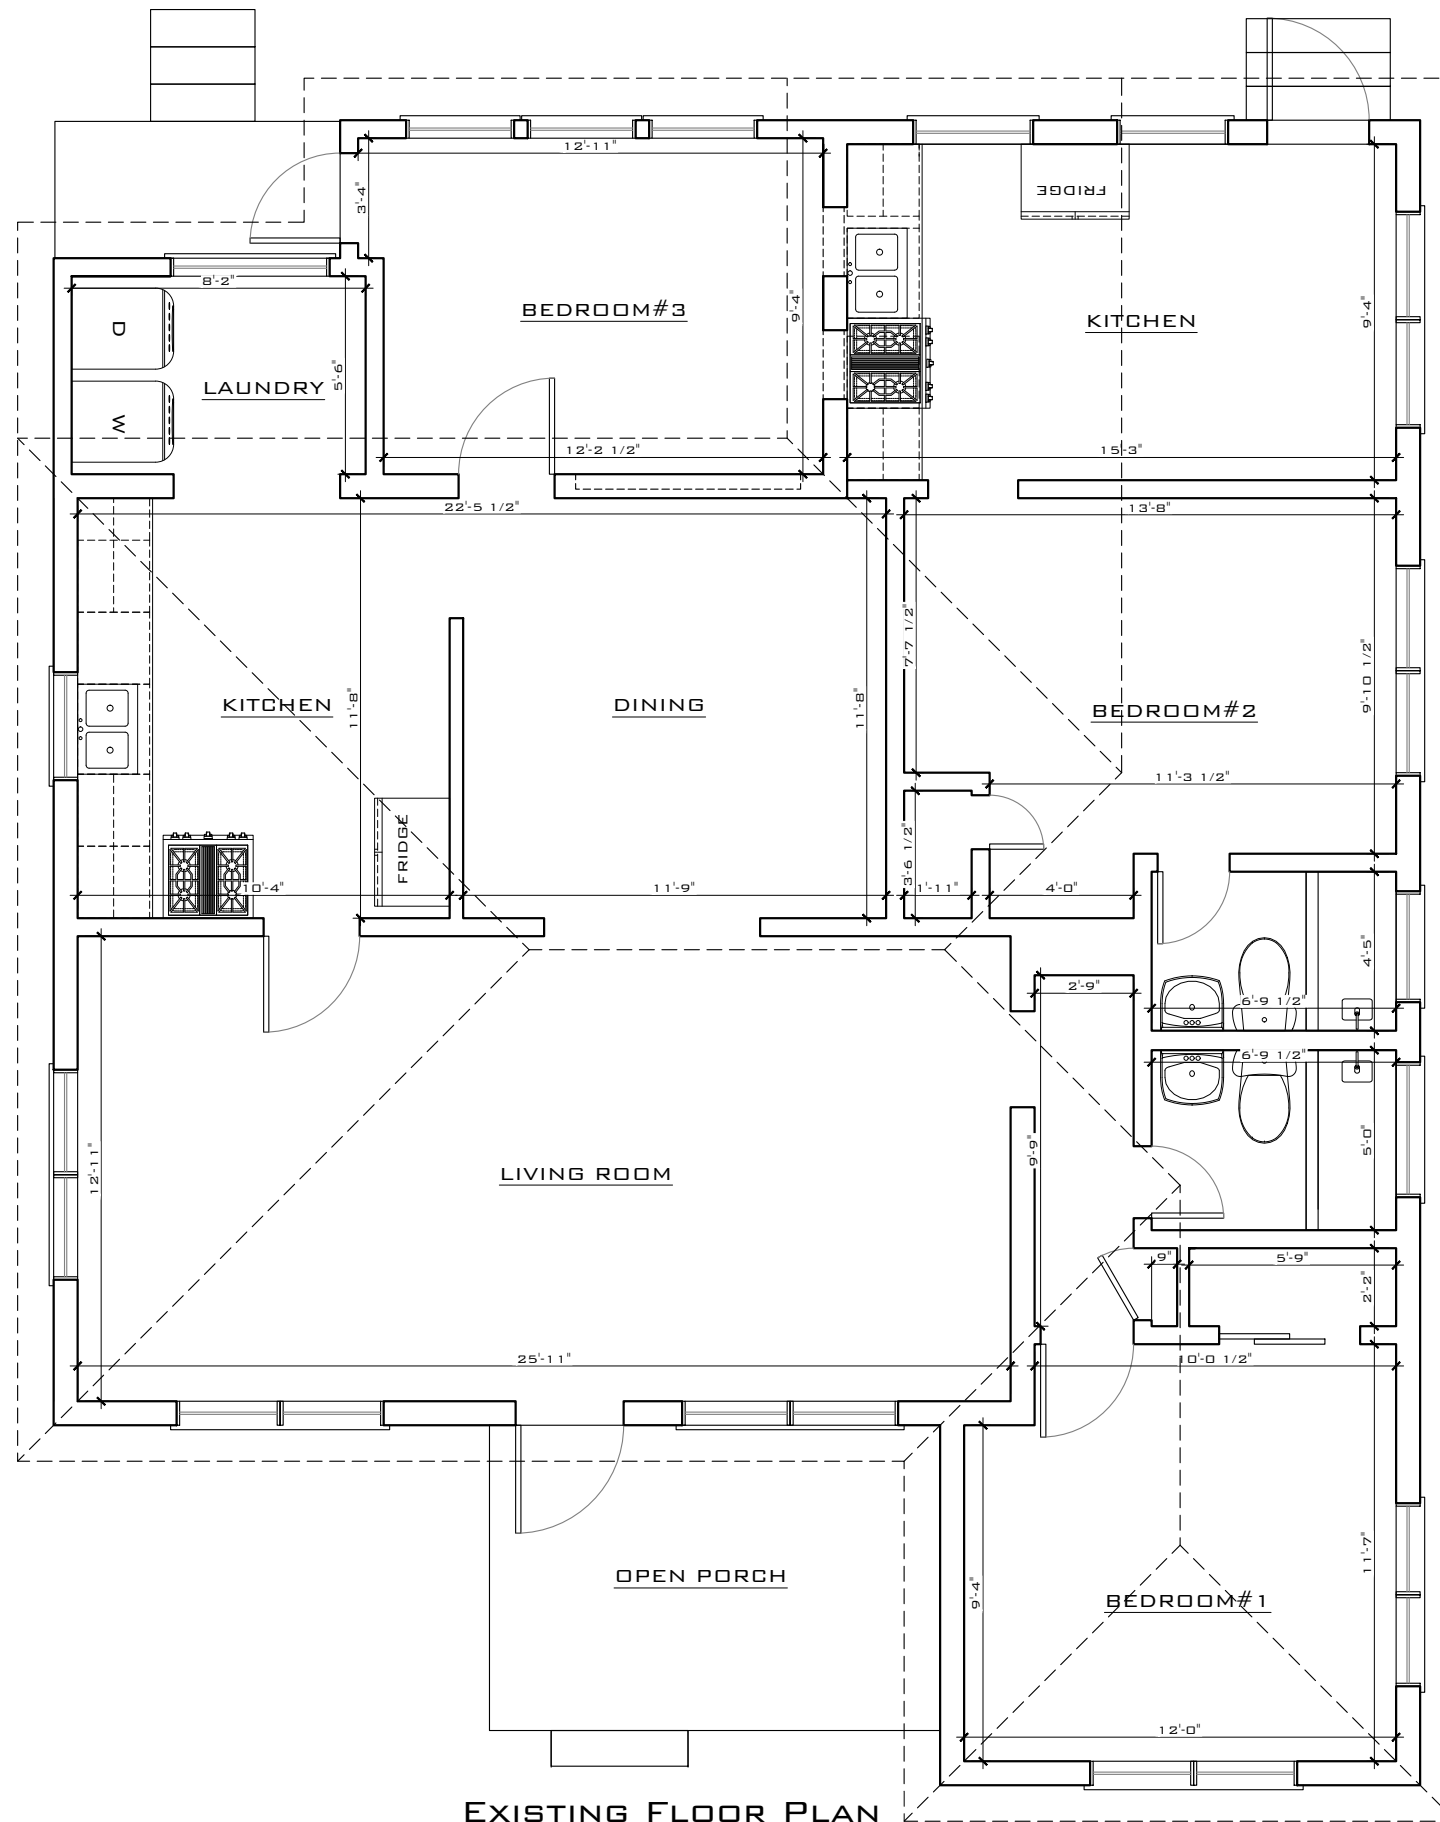 12'-11"
3'-4"
FRIDGE
8'-2"
D
BEDROOM#3
9'-4"
KITCHEN
9'-4"
LAUNDRY
5'-6"
W
12'-2 1/2"
15'-3"
22'-5 1/2"
13'-8"
7'-7 1/2"
9'-10 1/2"
KITCHEN
11'-8"
DINING
11'-8"
BEDROOM#2
11'-3 1/2"
FRIDGE
3'-6 1/2"
10'-4"
11'-9"
1'-11"
4'-0"
4'-5"
2'-9"
6'-9 1/2"
6'-9 1/2"
12'-11"
LIVING ROOM
9'-9"
5'-0"
9"
5'-9"
2'-2"
25'-11"
10'-0 1/2"
OPEN PORCH
9'-4"
BEDROOM#1
11'-7"
12'-0"
EXISTING FLOOR PLAN